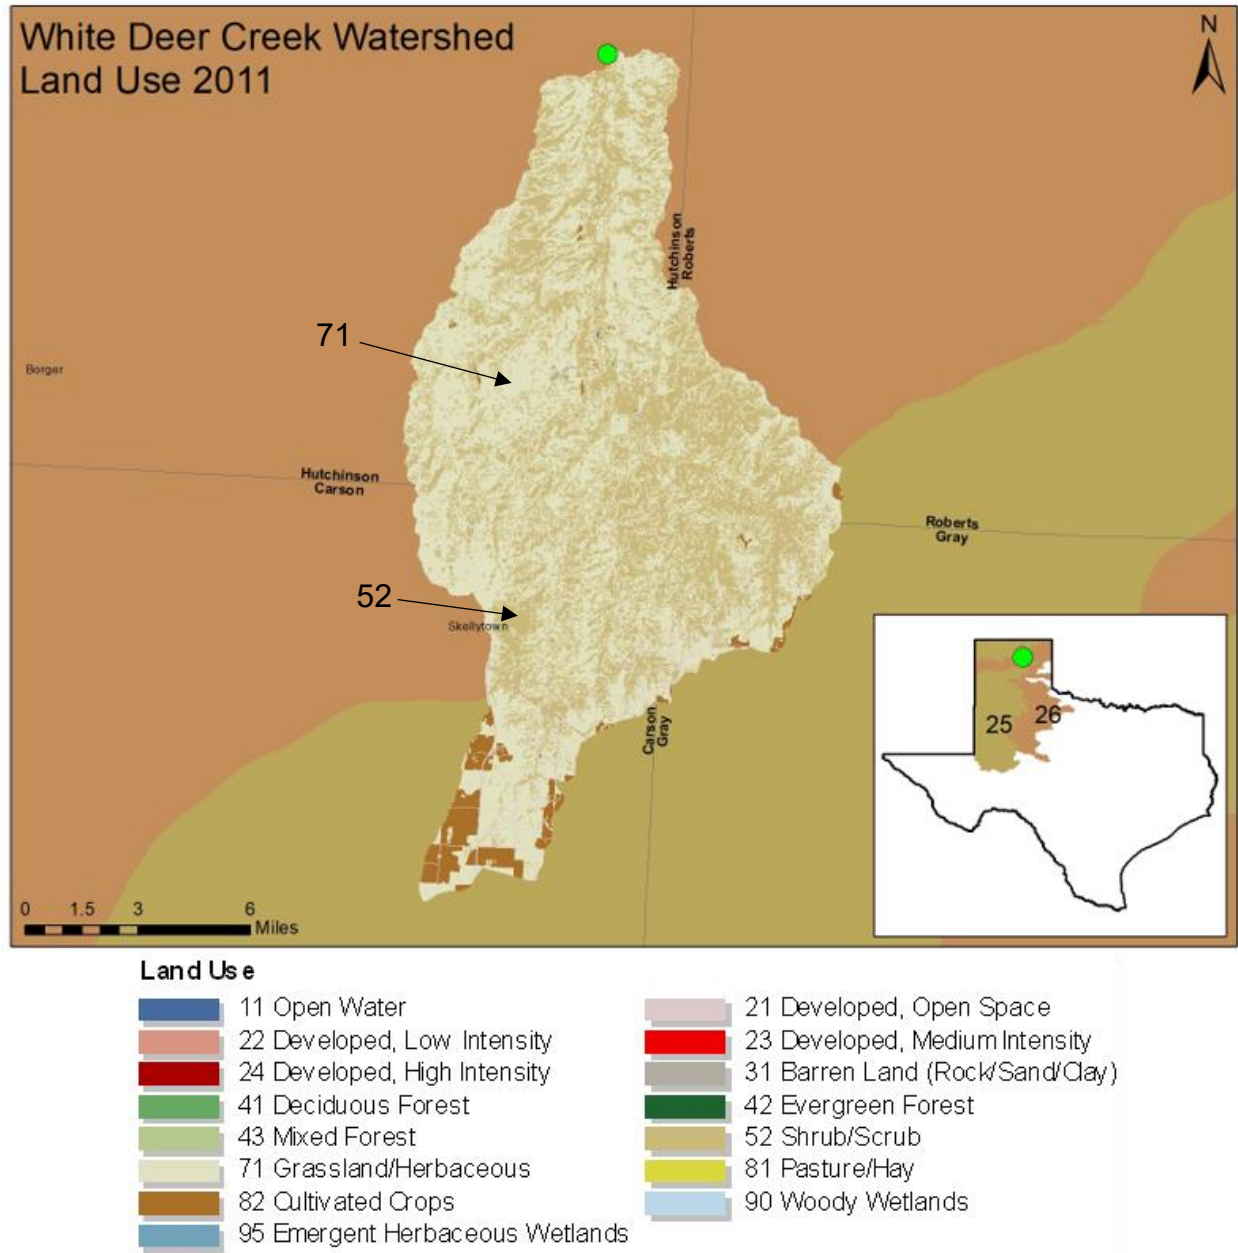 White Deer Creek Watershed
Land Use 2011
N
Hutchinson
Roberts
71
Borger
Hutchinson
Carson
Roberts
Gray
52
Skellytown
25
26
Carson
Gray
0 1.5 3 6
Miles
Land Use
11 Open Water
21 Developed, Open Space
22 Developed, Low Intensity
23 Developed, Medium Intensity
24 Developed, High Intensity
31 Barren Land (Rock/Sand/Clay)
41 Deciduous Forest
42 Evergreen Forest
43 Mixed Forest
52 Shrub/Scrub
71 Grassland/Herbaceous
81 Pasture/Hay
82 Cultivated Crops
90 Woody Wetlands
95 Emergent Herbaceous Wetlands